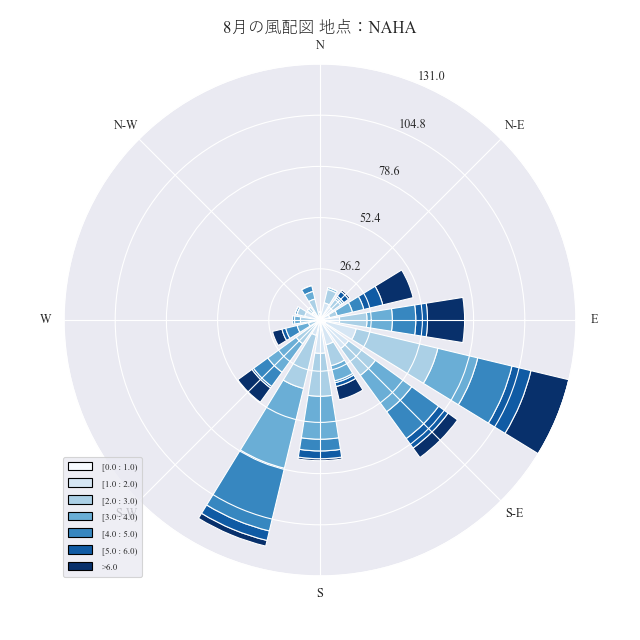 8月の風配図 地点：NAHA
N
131.0
N-W
104.8
N-E
78.6
52.4
26.2
W
E
[0.0 : 1.0)
[1.0 : 2.0)
[2.0 : 3.0)
S-W
[3.0 : 4.0)
S-E
[4.0 : 5.0)
[5.0 : 6.0)
>6.0
S